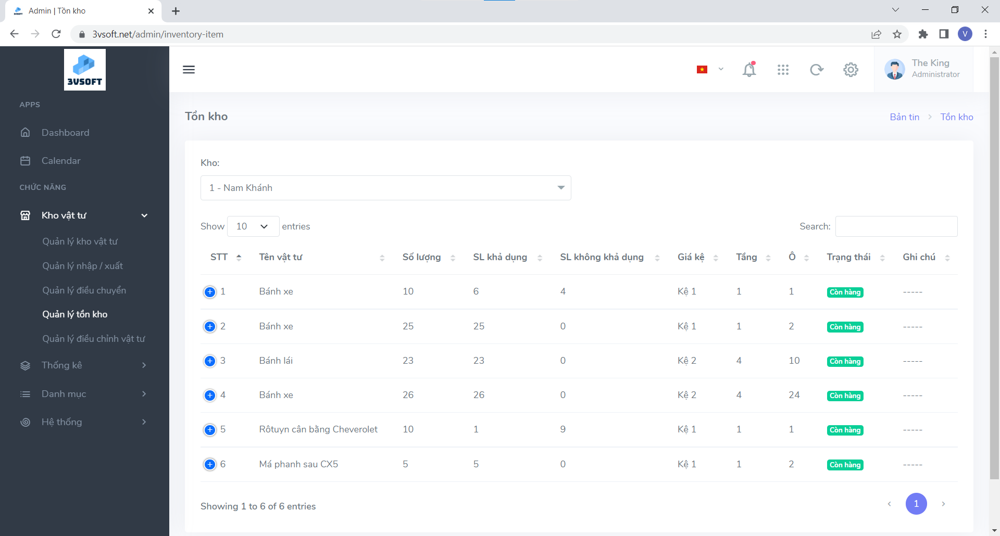 Admin | Tồn kho
3vsoft.net/admin/inventory-item
V
3VSOFT
The King
Administrator
APPS
Dashboard
Calendar
CHỨC NĂNG
Kho vật tư
Quản lý kho vật tư
Quản lý nhập / xuất
Quản lý điều chuyển
Quản lý tồn kho
Quản lý điều chỉnh vật tư
Thống kê
Danh mục
Hệ thống
Tồn kho
Bản tin > Tồn kho
Kho:
1 - Nam Khánh
Show 10 entries
Search:
STT Tên vật tư Số lượng SL khả dụng SL không khả dụng Giá kệ Tầng Ô Trạng thái Ghi chú
1 Bánh xe 10 6 4 Kệ 1 1 1 Còn hàng -----
2 Bánh xe 25 25 0 Kệ 1 1 2 Còn hàng -----
3 Bánh lái 23 23 0 Kệ 2 4 10 Còn hàng -----
4 Bánh xe 26 26 0 Kệ 2 4 24 Còn hàng -----
5 Rôtuyn cân bằng Cheverolet 10 1 9 Kệ 1 1 1 Còn hàng -----
6 Má phanh sau CX5 5 5 0 Kệ 1 1 2 Còn hàng -----
Showing 1 to 6 of 6 entries
1